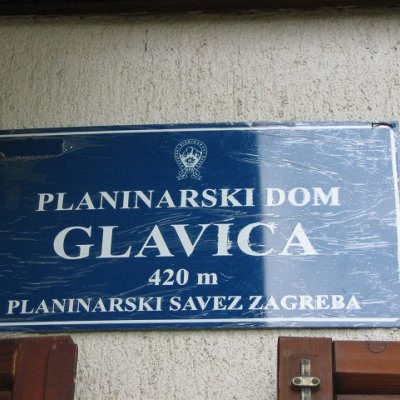 PLANINARSKI DOM
GLAVICA
420 m
PLANINARSKI SAVEZ ZAGREBA